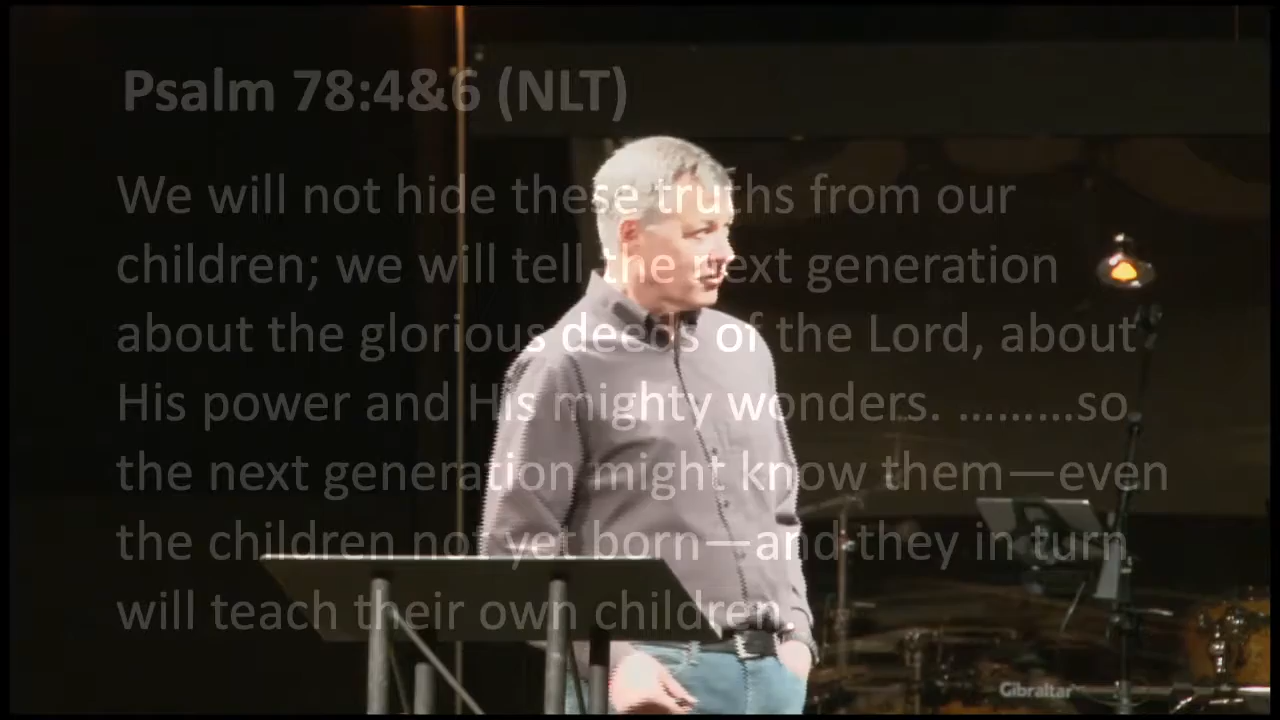 Psalm 78:4&6 (NLT)
We will not hide these truths from our
children; we will tell the next generation
about the glorious deeds of the Lord, about
His power and His mighty wonders. ………so
the next generation might know them—even
the children not yet born—and they in turn
will teach their own children.
Gibraltar